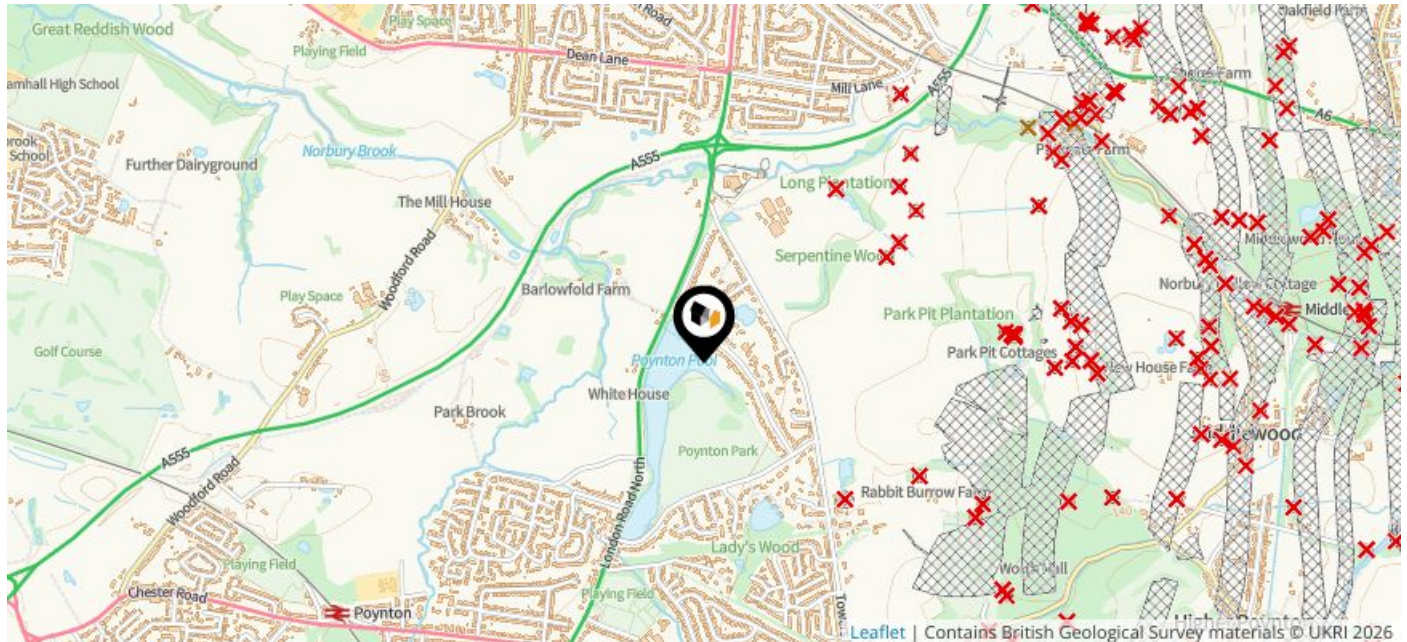 Great Reddish Wood
Play Space
Playing Field
Dean Lane
Mill Lane
A555
A6
amhall High School
Norbury Brook
A555
School
Further Dairyground
The Mill House
Long Plantation
Woodford Road
Serpentine Wood
Barlowfold Farm
Play Space
Park Pit Plantation
Golf Course
Poynton Pool
Park Pit Cottages
White House
Park Brook
Poynton Park
A555
Woodford Road
London Road North
Rabbit Burrow Farm
Lady's Wood
Playing Field
Chester Road
Poynton
Playing Field
Leaflet | Contains British Geological Survey materials © UKRI 2026